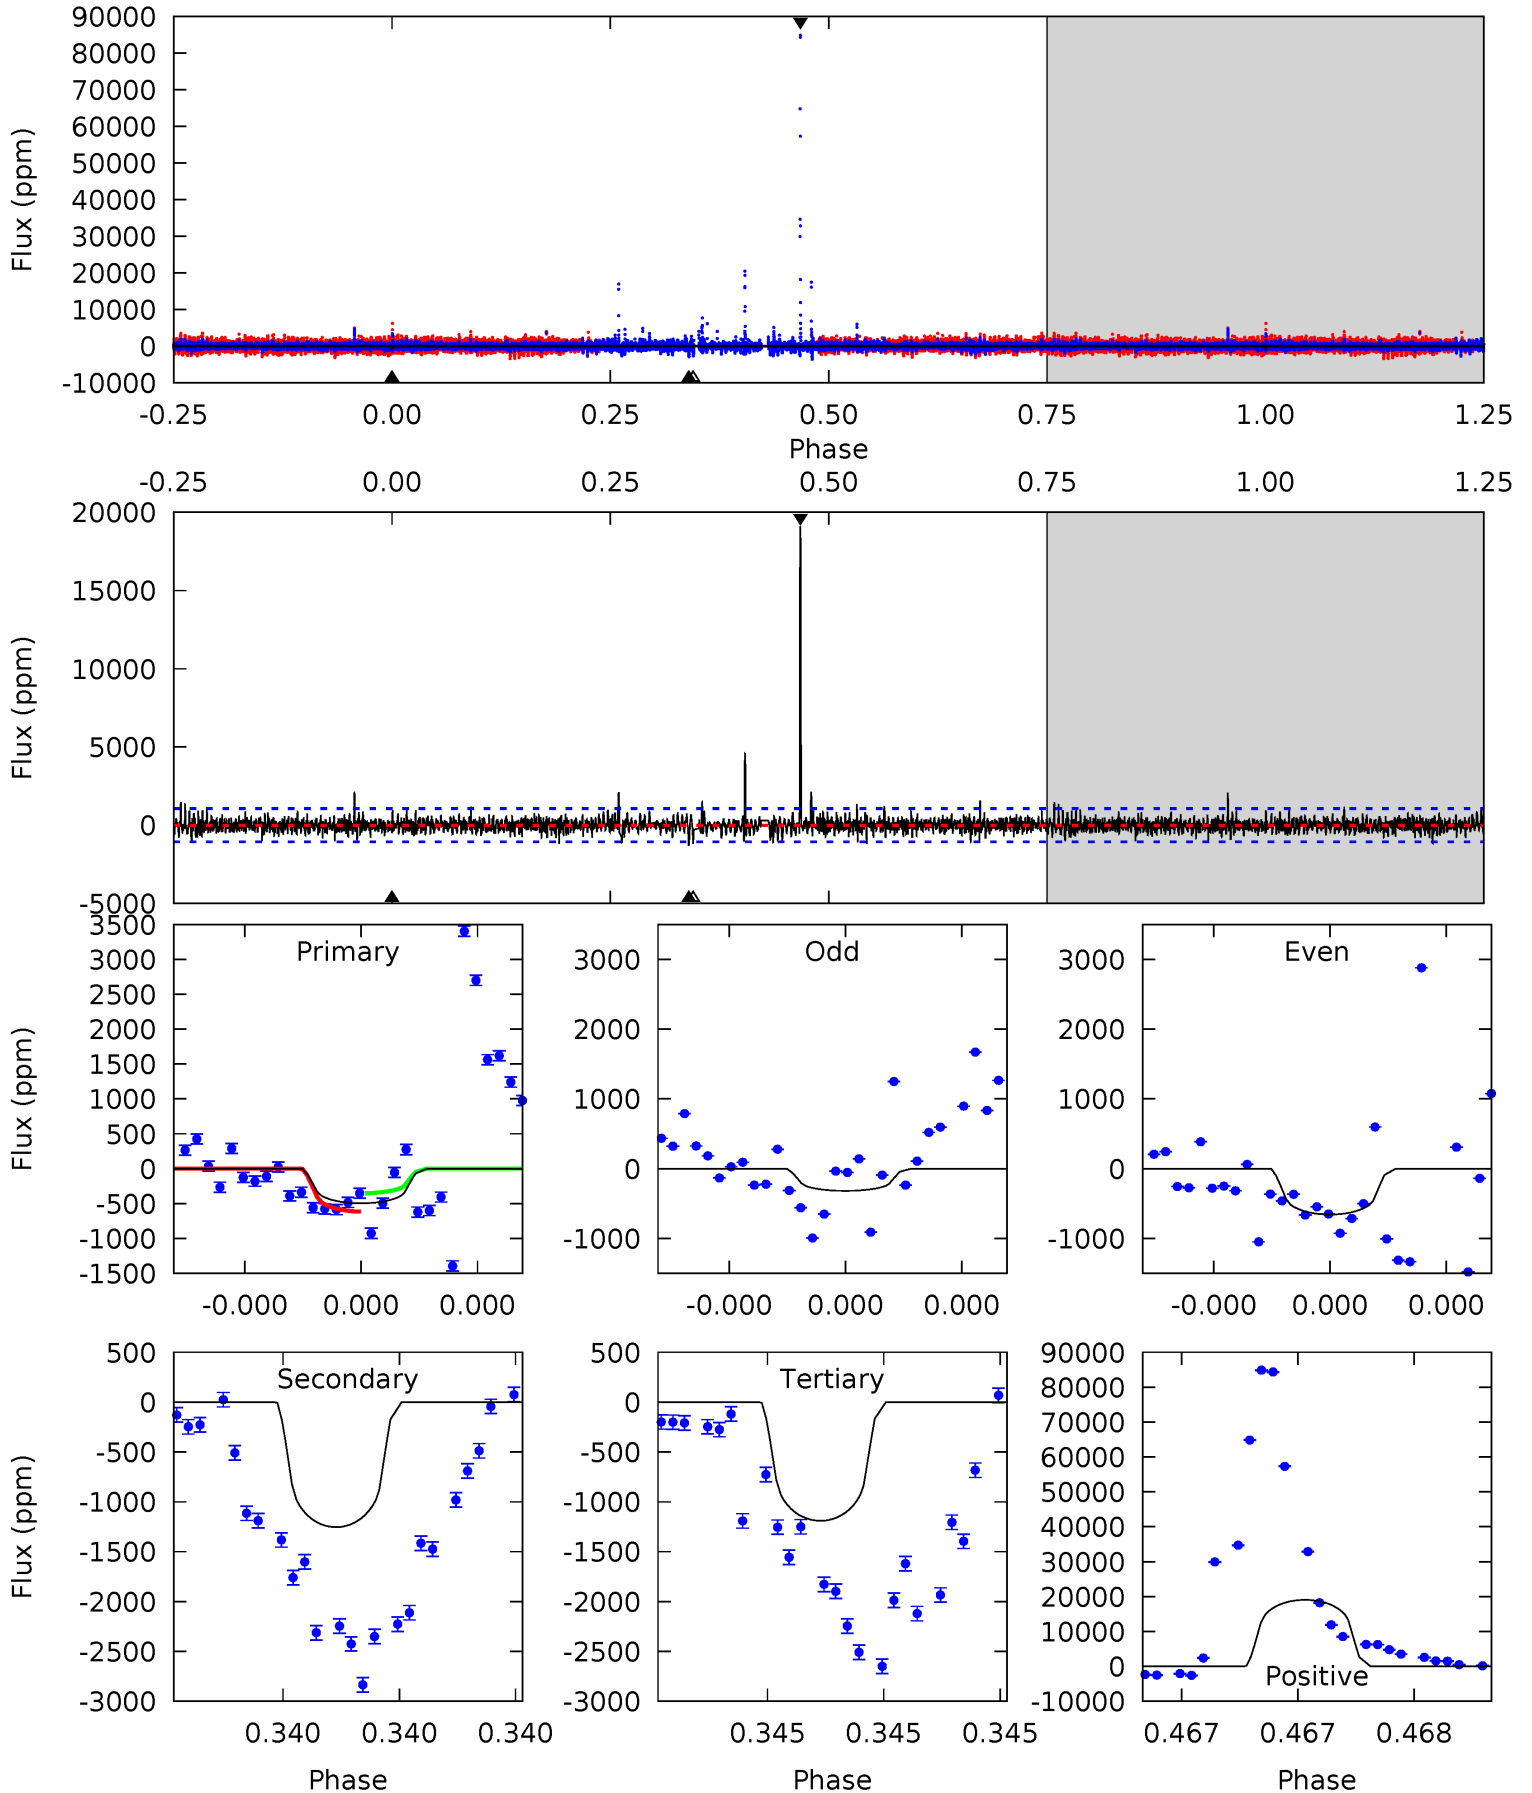 90000
80000
70000
60000
50000
40000
30000
20000
10000
0
-10000
Flux (ppm)
-0.25 0.00 0.25 0.50 0.75 1.00 1.25
Phase
-0.25 0.00 0.25 0.50 0.75 1.00 1.25
20000
15000
10000
5000
0
-5000
Flux (ppm)
Primary
3500
3000
2500
2000
1500
1000
500
0
-500
-1000
-1500
Flux (ppm)
-0.000 0.000 0.000
Odd
3000
2000
1000
0
-1000
-0.000 0.000 0.000
Even
3000
2000
1000
0
-1000
-0.000 0.000 0.000
Secondary
500
0
-500
-1000
-1500
-2000
-2500
-3000
Flux (ppm)
0.340 0.340 0.340
Phase
Tertiary
500
0
-500
-1000
-1500
-2000
-2500
-3000
0.345 0.345 0.345
Phase
90000
80000
70000
60000
50000
40000
30000
20000
10000
0
-10000
Positive
0.467 0.467 0.468
Phase